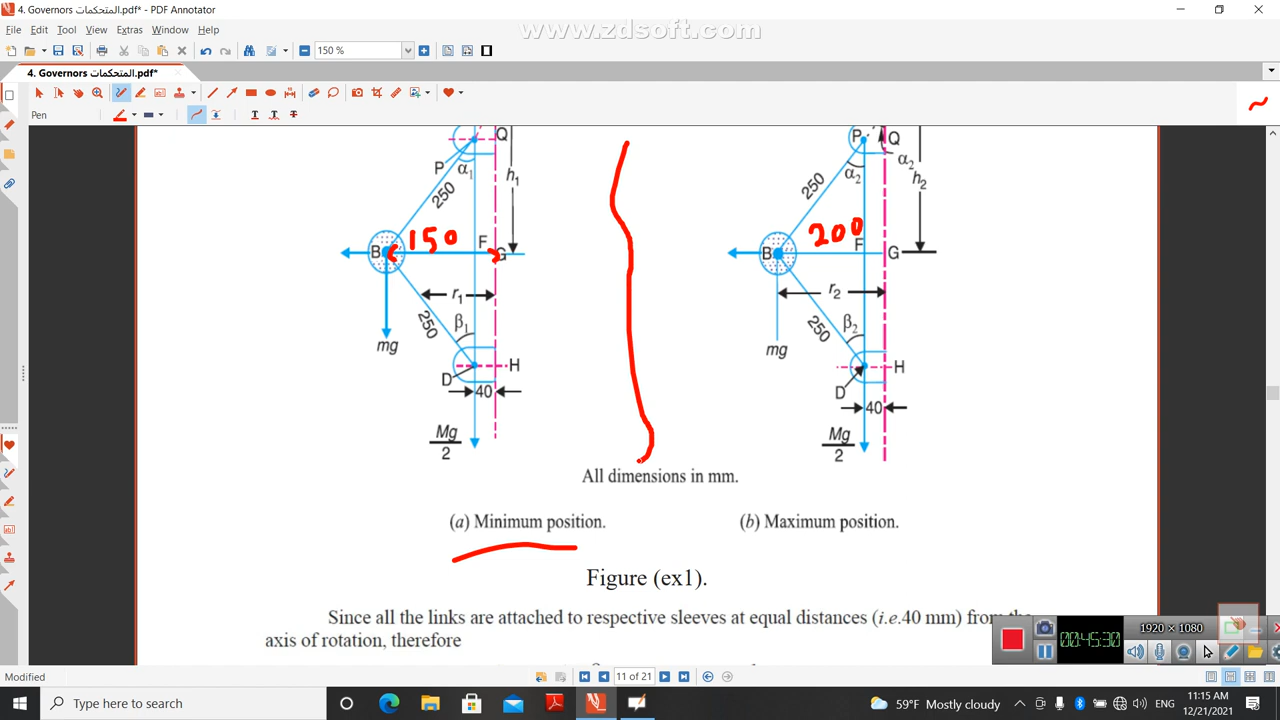 4. Governors المتحكمات.pdf* - PDF Annotator
www.zdsoft.com
File Edit Tool View Extras Window Help
150 %
4. Governors المتحكمات.pdf*
Pen
Q
P
α1
h1
250
150
B
F
G
r1
250
β1
mg
H
D
40
Mg
2
P
Q
α2
α2
h2
250
200
B
F
G
r2
250
β2
mg
H
D
40
Mg
2
All dimensions in mm.
(a) Minimum position.
(b) Maximum position.
Figure (ex1).
Since all the links are attached to respective sleeves at equal distances (i.e.40 mm) from the
axis of rotation, therefore
1920 × 1080
00:45:30
Modified
11 of 21
Type here to search
59°F Mostly cloudy
ENG
11:15 AM
12/21/2021